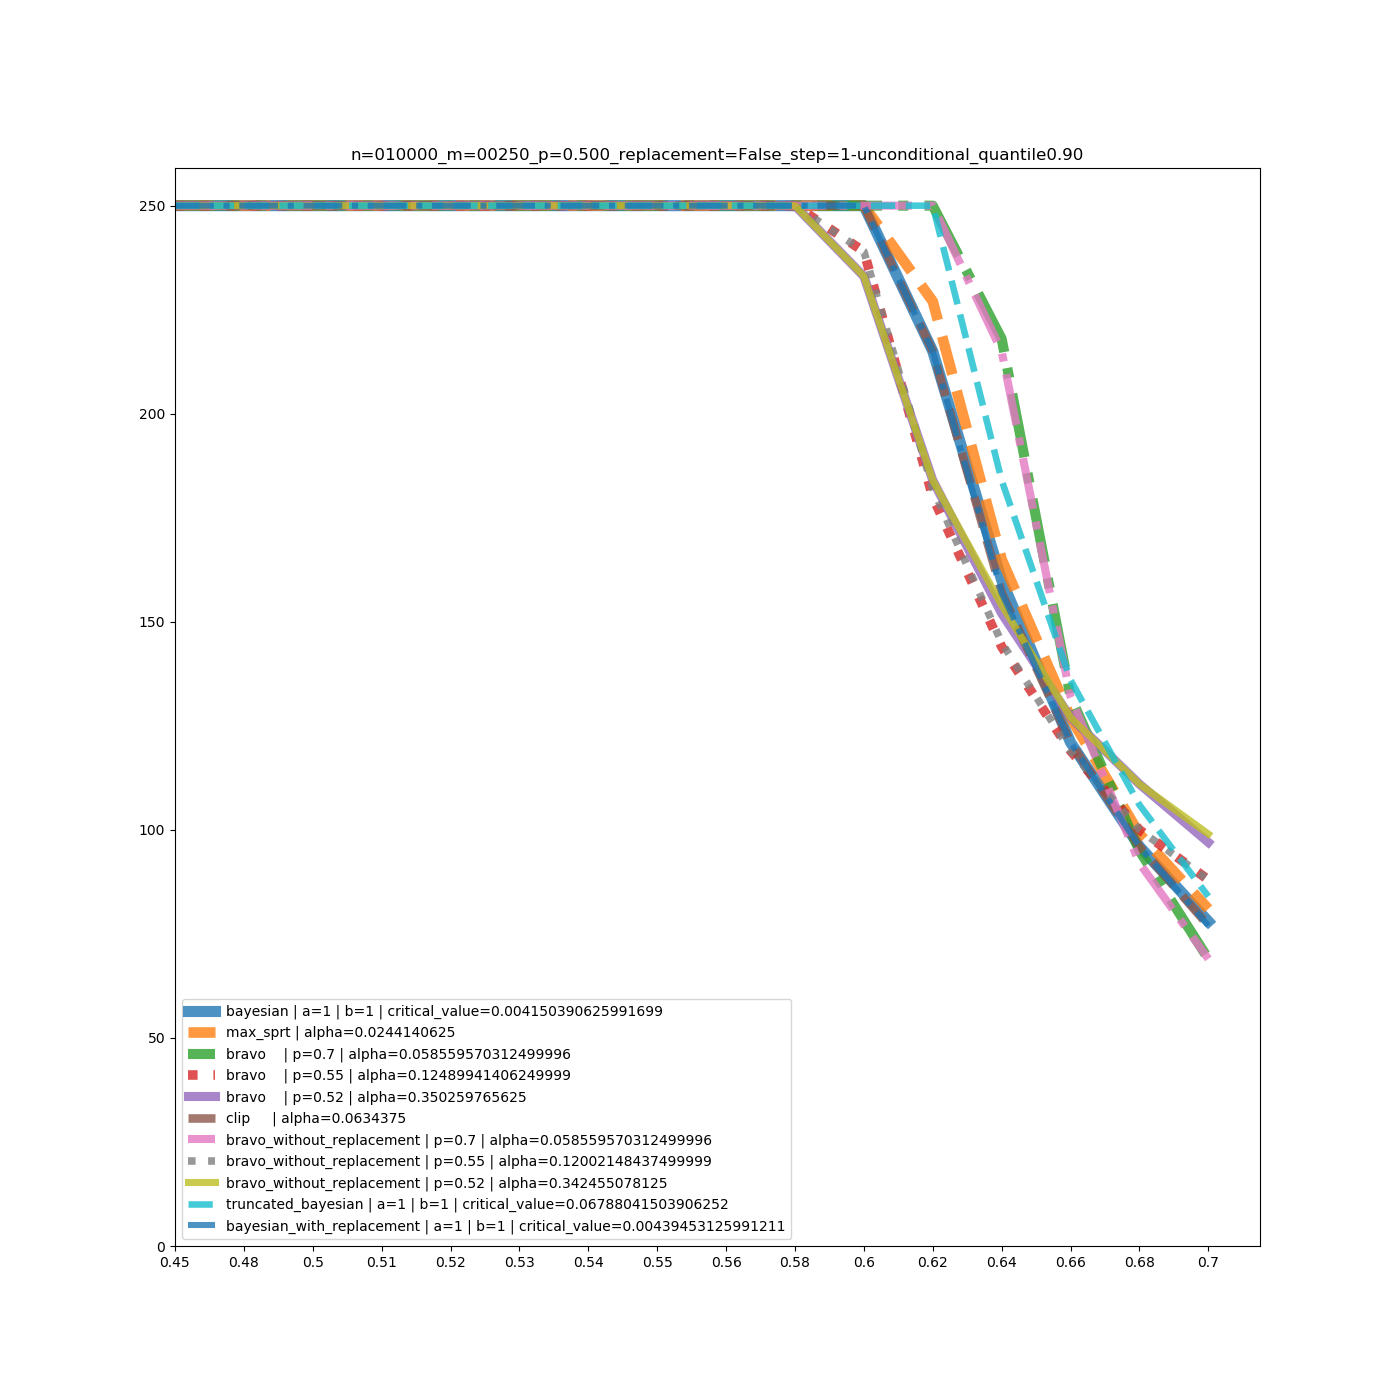 n=010000_m=00250_p=0.500_replacement=False_step=1-unconditional_quantile0.90
250
200
150
100
50
0
bayesian | a=1 | b=1 | critical_value=0.004150390625991699
max_sprt | alpha=0.0244140625
bravo    | p=0.7 | alpha=0.058559570312499996
bravo    | p=0.55 | alpha=0.12489941406249999
bravo    | p=0.52 | alpha=0.350259765625
clip     | alpha=0.0634375
bravo_without_replacement | p=0.7 | alpha=0.058559570312499996
bravo_without_replacement | p=0.55 | alpha=0.12002148437499999
bravo_without_replacement | p=0.52 | alpha=0.342455078125
truncated_bayesian | a=1 | b=1 | critical_value=0.06788041503906252
bayesian_with_replacement | a=1 | b=1 | critical_value=0.00439453125991211
0.45 0.48 0.5 0.51 0.52 0.53 0.54 0.55 0.56 0.58 0.6 0.62 0.64 0.66 0.68 0.7